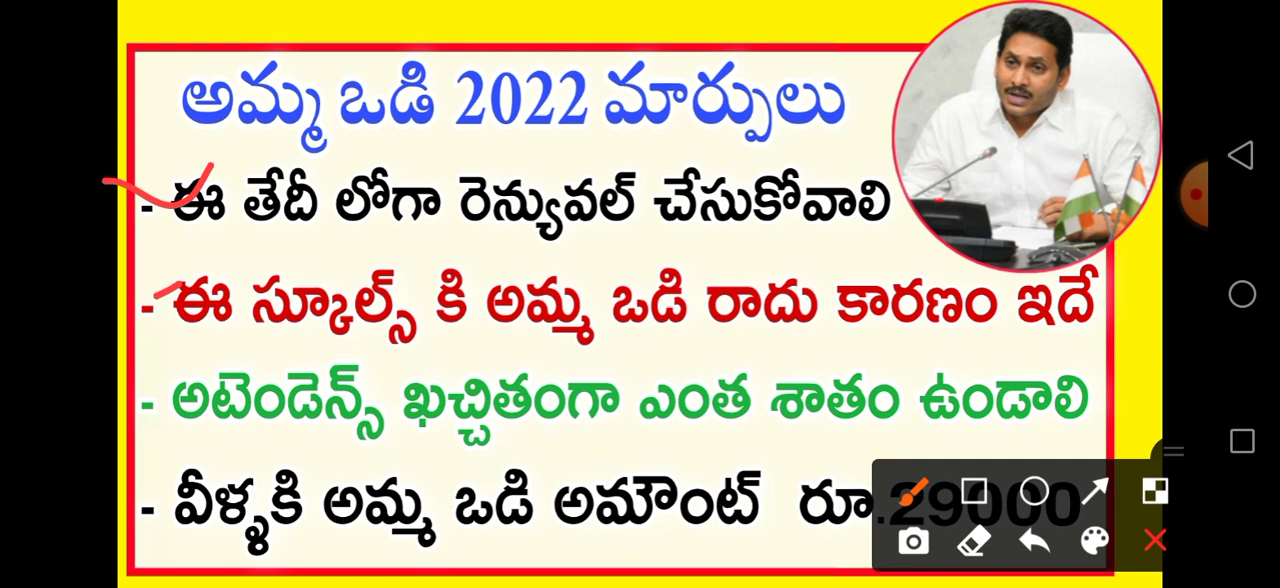 అమ్మ ఒడి 2022 మార్పులు
- ఈ తేదీ లోగా రెన్యువల్ చేసుకోవాలి
- ఈ స్కూల్స్ కి అమ్మ ఒడి రాదు కారణం ఇదే
- అటెండెన్స్ ఖచ్చితంగా ఎంత శాతం ఉండాలి
- వీళ్ళకి అమ్మ ఒడి అమౌంట్ రూ.29000